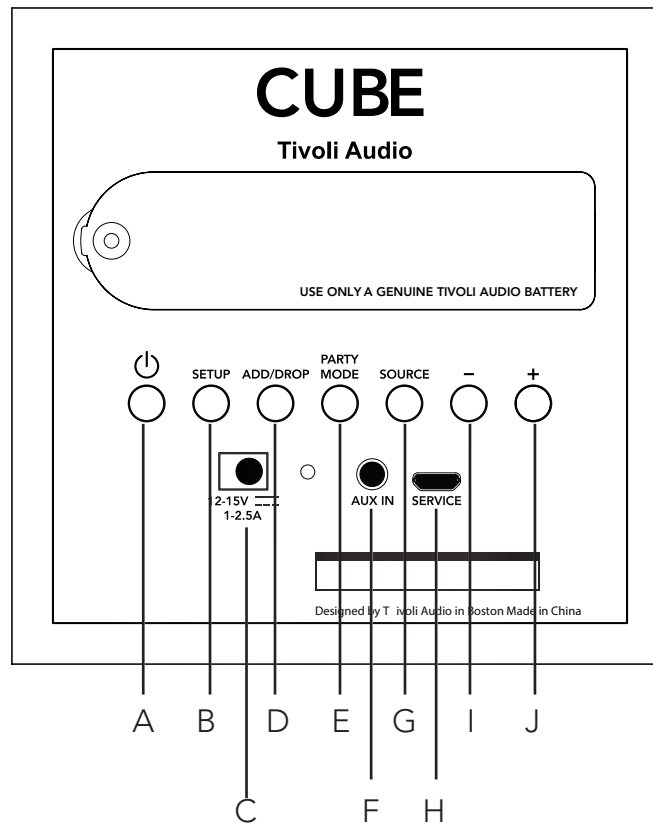 CUBE
Tivoli Audio
USE ONLY A GENUINE TIVOLI AUDIO BATTERY
SETUP ADD/DROP PARTY MODE SOURCE − +
12-15V
1-2.5A
AUX IN SERVICE
Designed by T ivoli Audio in Boston Made in China
A B D E G I J
C F H